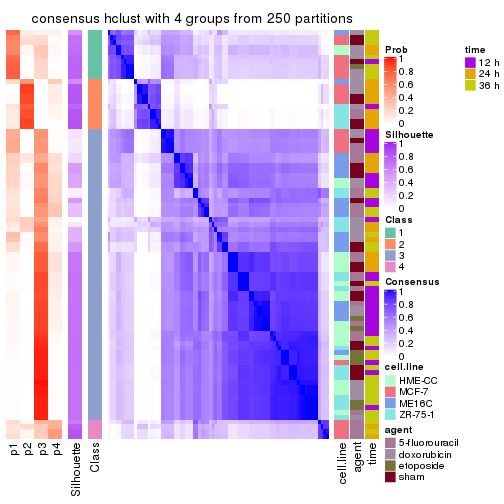 consensus hclust with 4 groups from 250 partitions
Prob
1
0.8
0.6
0.4
0.2
0
time
12 h
24 h
36 h
Silhouette
1
0.8
0.6
0.4
0.2
0
Class
1
2
3
4
Consensus
1
0.8
0.6
0.4
0.2
0
cell.line
HME-CC
MCF-7
ME16C
ZR-75-1
agent
5-fluorouracil
doxorubicin
etoposide
sham
p1
p2
p3
p4
Silhouette
Class
cell.line
agent
time